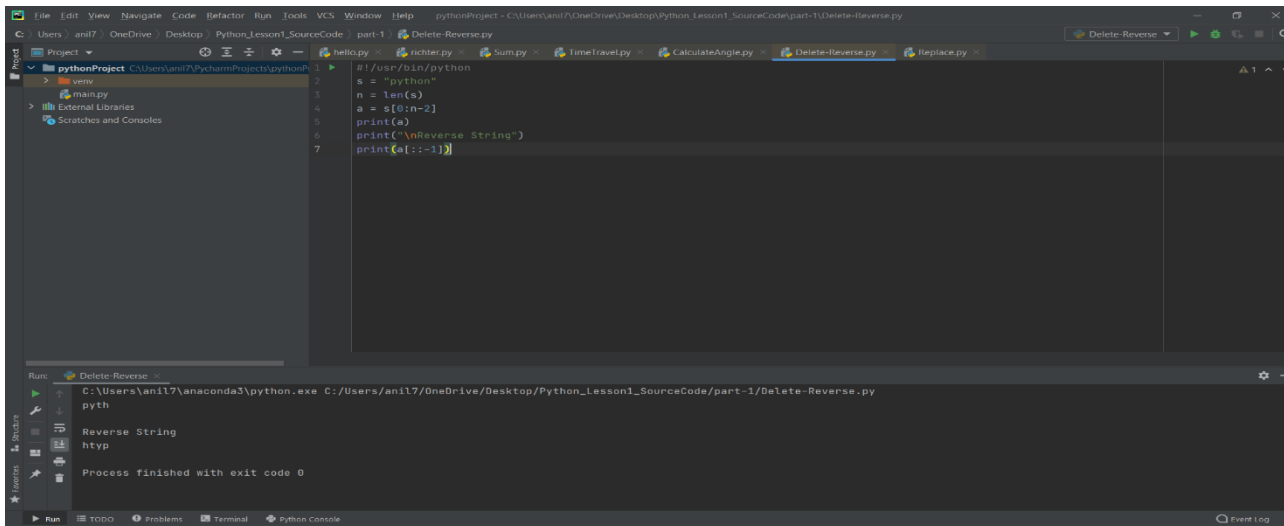 File Edit View Navigate Code Refactor Run Tools VCS Window Help pythonProject - C:\Users\anil7\OneDrive\Desktop\Python_Lesson1_SourceCode\part-1\Delete-Reverse.py
C: Users anil7 OneDrive Desktop Python_Lesson1_SourceCode part-1 Delete-Reverse.py Delete-Reverse
Project hello.py richter.py Sum.py TimeTravel.py CalculateAngle.py Delete-Reverse.py Replace.py
pythonProject C:\Users\anil7\PycharmProjects\pythonP 1 #!/usr/bin/python 1
venv 2 s = "python"
main.py 3 n = len(s)
External Libraries 4 a = s[0:n-2]
Scratches and Consoles 5 print(a)
6 print("\nReverse String")
7 print(a[::-1])
Run: Delete-Reverse
C:\Users\anil7\anaconda3\python.exe C:/Users/anil7/OneDrive/Desktop/Python_Lesson1_SourceCode/part-1/Delete-Reverse.py
pyth
Reverse String
htyp
Process finished with exit code 0
Project
Structure
Favorites
Run TODO Problems Terminal Python Console Event Log